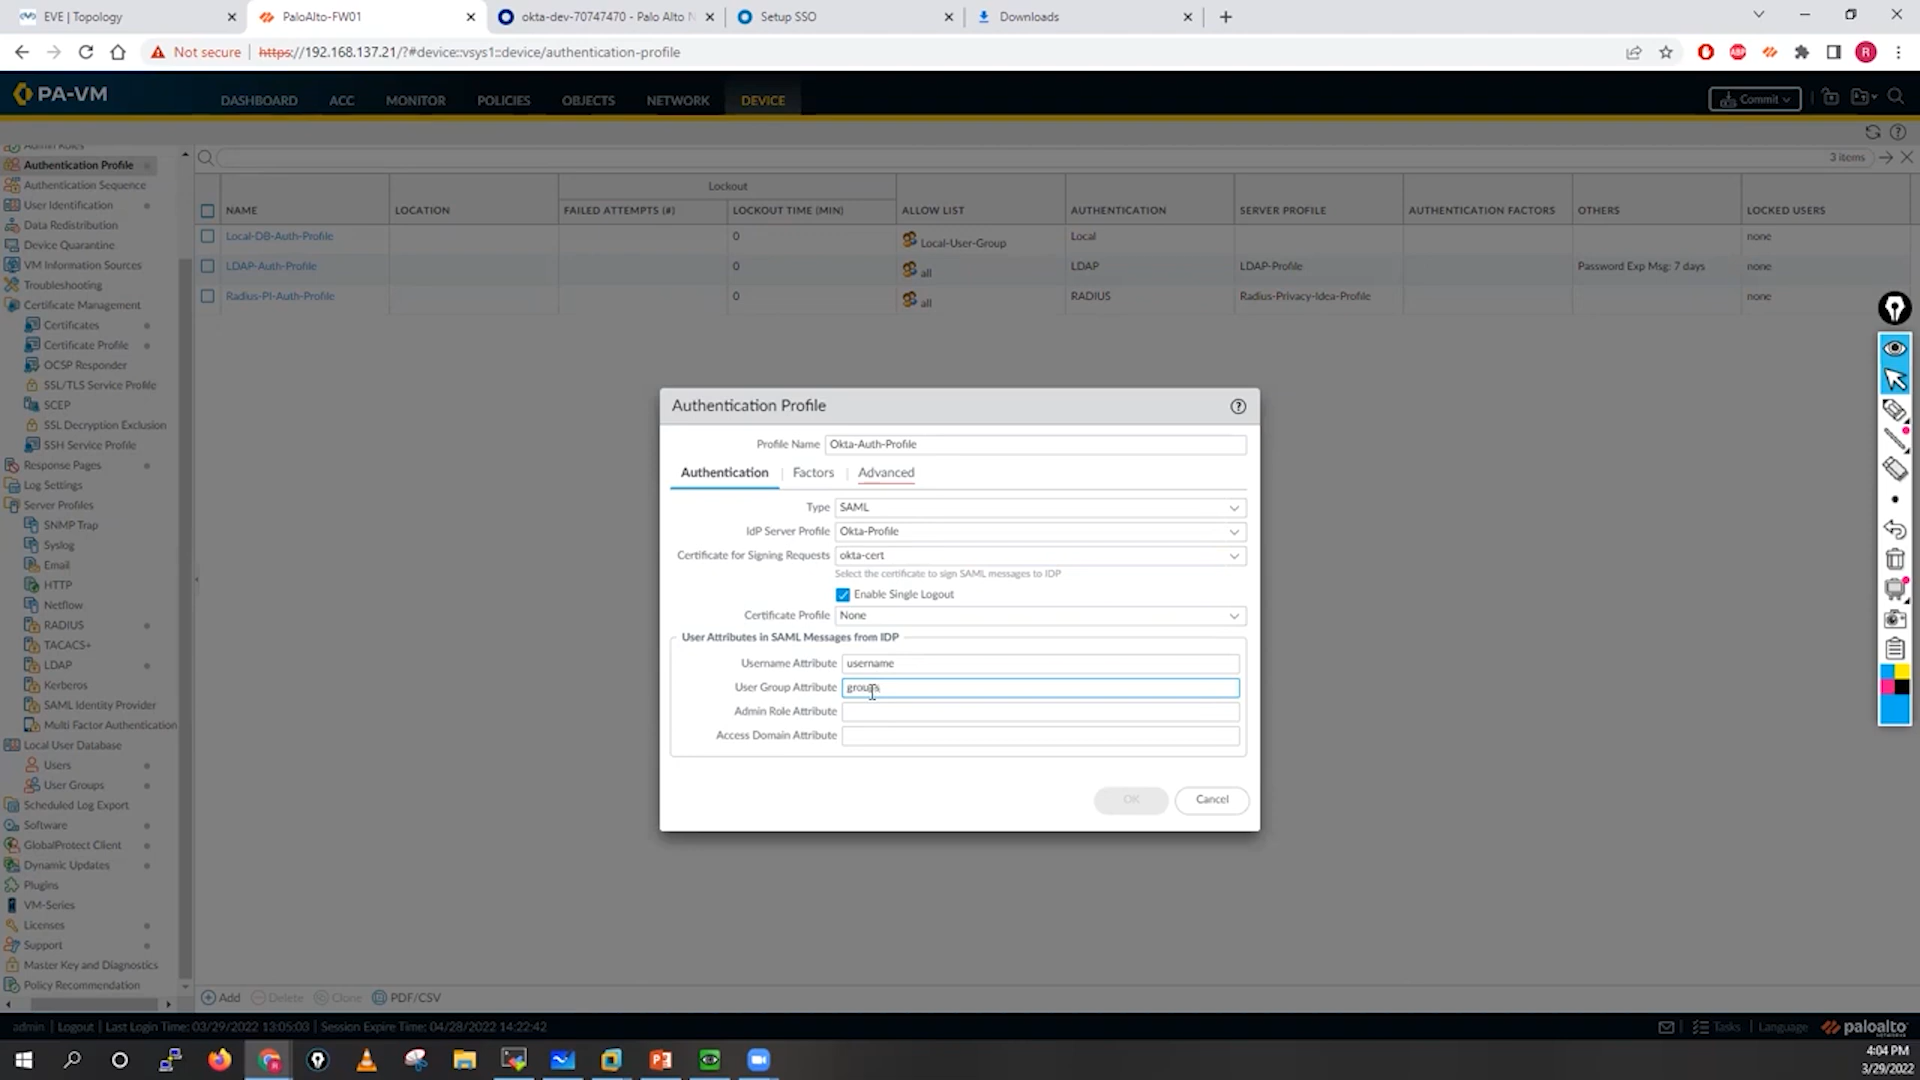 EVE | Topology
PaloAlto-FW01
okta-dev-70747470 - Palo Alto N
Setup SSO
Downloads
Not secure
https://192.168.137.21/?#device::vsys1::device/authentication-profile
PA-VM
DASHBOARD
ACC
MONITOR
POLICIES
OBJECTS
NETWORK
DEVICE
Commit
Admin Roles
Authentication Profile
Authentication Sequence
User Identification
Data Redistribution
Device Quarantine
VM Information Sources
Troubleshooting
Certificate Management
Certificates
Certificate Profile
OCSP Responder
SSL/TLS Service Profile
SCEP
SSL Decryption Exclusion
SSH Service Profile
Response Pages
Log Settings
Server Profiles
SNMP Trap
Syslog
Email
HTTP
Netflow
RADIUS
TACACS+
LDAP
Kerberos
SAML Identity Provider
Multi Factor Authentication
Local User Database
Users
User Groups
Scheduled Log Export
Software
GlobalProtect Client
Dynamic Updates
Plugins
VM-Series
Licenses
Support
Master Key and Diagnostics
Policy Recommendation
3 items
Lockout
NAME
LOCATION
FAILED ATTEMPTS (#)
LOCKOUT TIME (MIN)
ALLOW LIST
AUTHENTICATION
SERVER PROFILE
AUTHENTICATION FACTORS
OTHERS
LOCKED USERS
Local-DB-Auth-Profile 0 Local-User-Group Local none
LDAP-Auth-Profile 0 all LDAP LDAP-Profile Password Exp Msg: 7 days none
Radius-PI-Auth-Profile 0 all RADIUS Radius-Privacy-Idea-Profile none
Authentication Profile
Profile Name Okta-Auth-Profile
Authentication | Factors | Advanced
Type SAML
IdP Server Profile Okta-Profile
Certificate for Signing Requests okta-cert
Select the certificate to sign SAML messages to IDP
Enable Single Logout
Certificate Profile None
User Attributes in SAML Messages from IDP
Username Attribute username
User Group Attribute groups
Admin Role Attribute
Access Domain Attribute
OK
Cancel
Add
Delete
Clone
PDF/CSV
admin | Logout | Last Login Time: 03/29/2022 13:05:03 | Session Expire Time: 04/28/2022 14:22:42
Tasks | Language
paloalto
NETWORKS
4:04 PM
3/29/2022